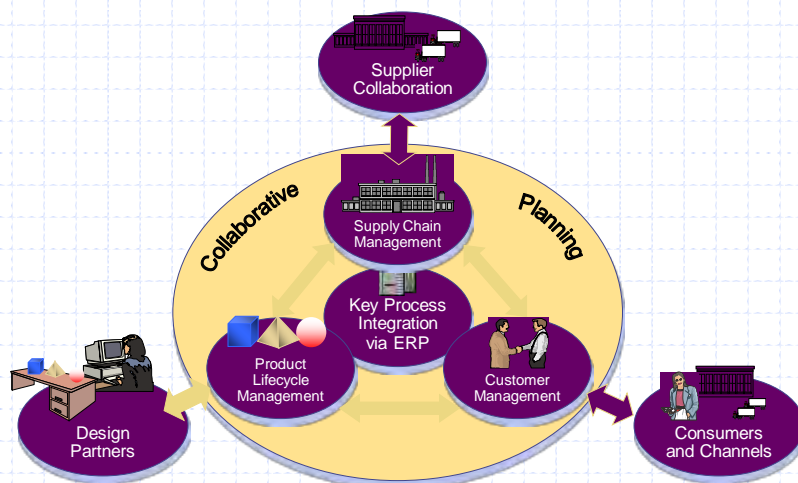 Supplier
Collaboration
Collaborative
Planning
Supply Chain
Management
Key Process
Integration
via ERP
Product
Lifecycle
Management
Customer
Management
Design
Partners
Consumers
and Channels